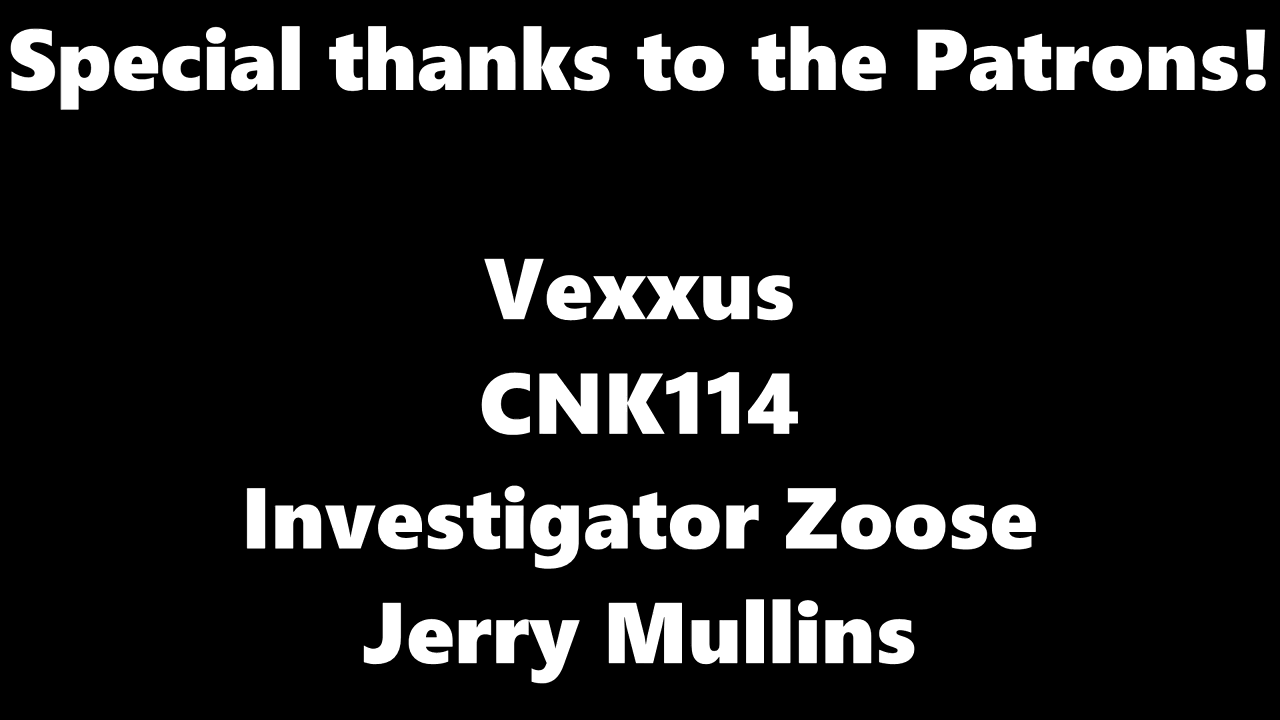 Special thanks to the Patrons!
Vexxus
CNK114
Investigator Zoose
Jerry Mullins